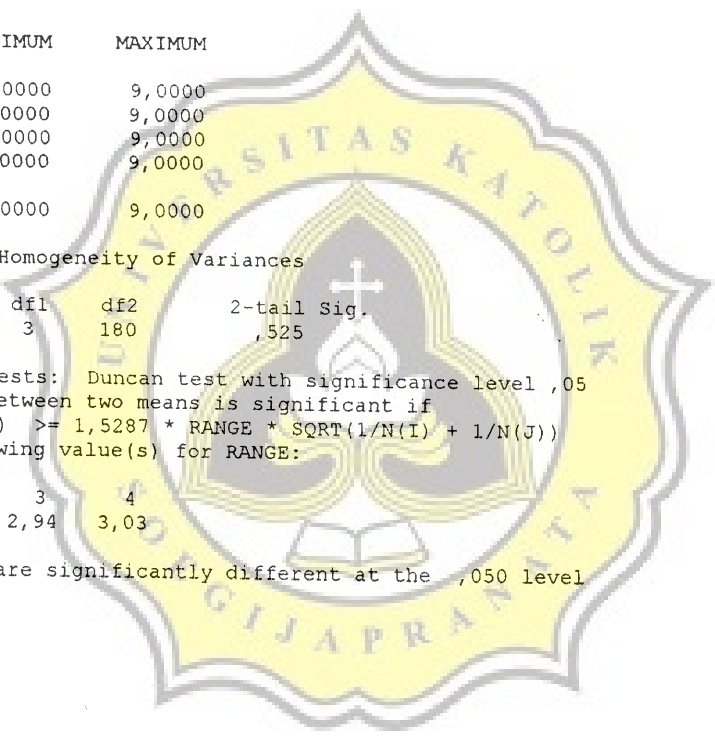 IMUM MAXIMUM
0000 9,0000
0000 9,0000
0000 9,0000
0000 9,0000
0000 9,0000
Homogeneity of Variances
df1 df2 2-tail Sig.
3 180 ,525
ests: Duncan test with significance level ,05
etween two means is significant if
) >= 1,5287 * RANGE * SQRT(1/N(I) + 1/N(J))
wing value(s) for RANGE:
3 4
2,94 3,03
are significantly different at the ,050 level
UNIVERSITAS KATOLIK
SOEGIJAPRANATA